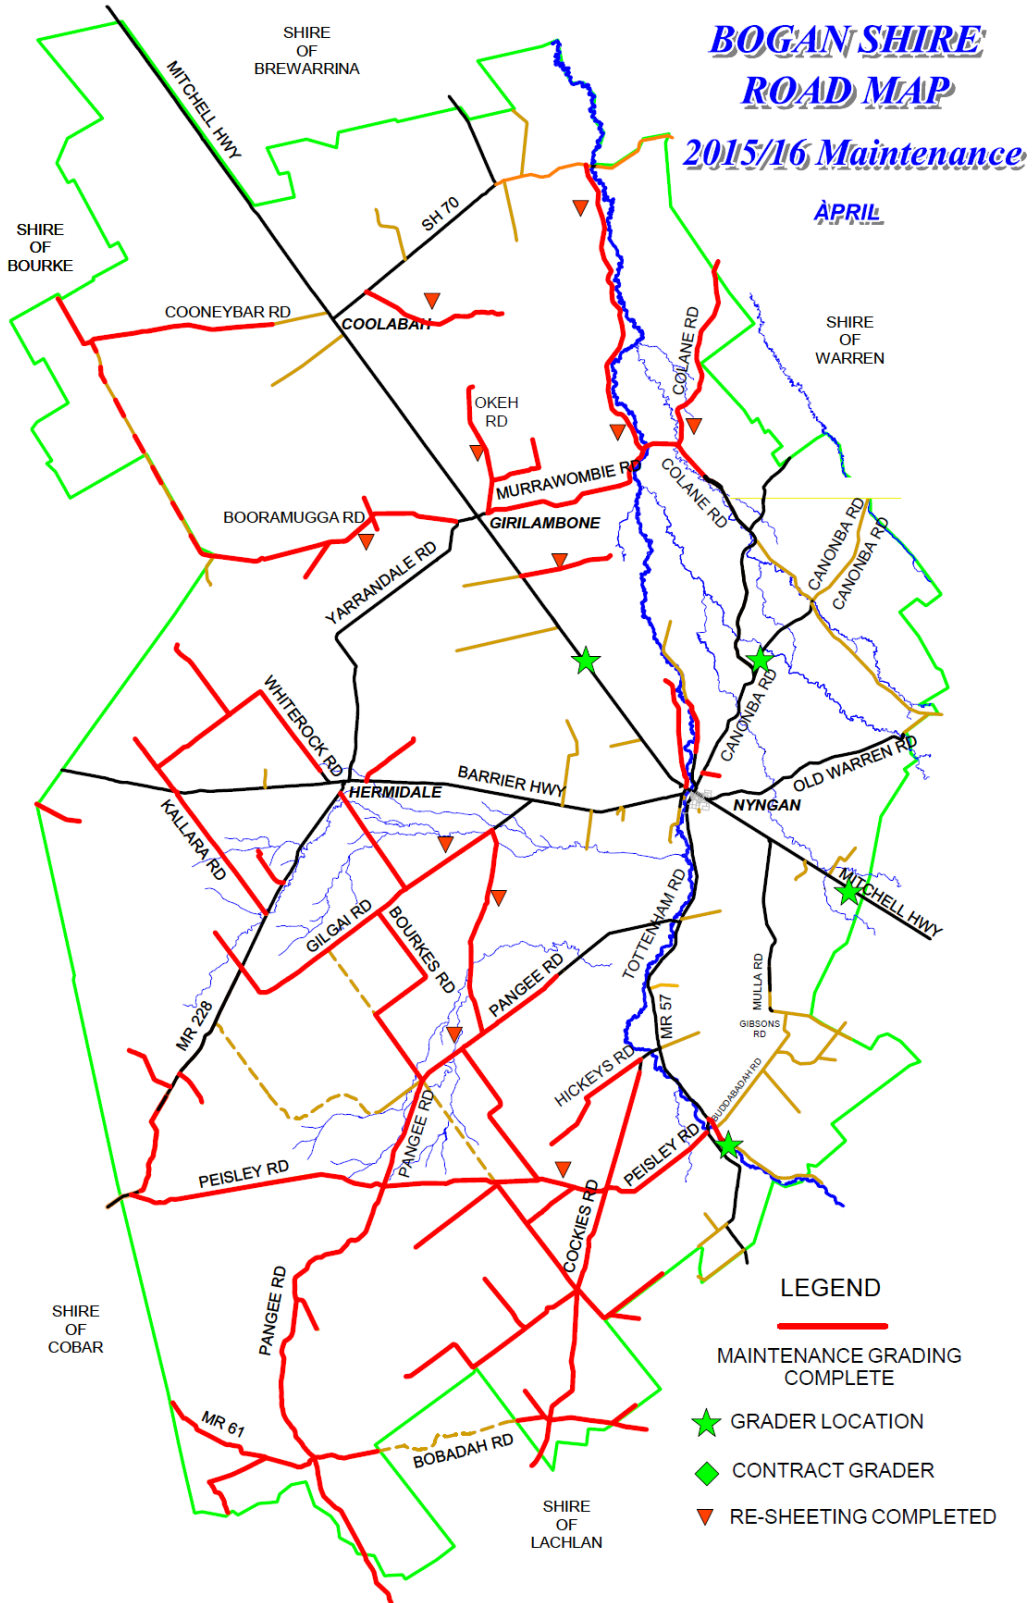 BOGAN SHIRE
ROAD MAP
2015/16 Maintenance
APRIL
SHIRE
OF
BREWARRINA
MITCHELL HWY
SH 70
SHIRE
OF
BOURKE
COONEYBAR RD
COOLABAH
SHIRE
OF
WARREN
COLANE RD
OKEH
RD
MURRAWOMBIE RD
COLANE RD
BOORAMUGGA RD
GIRILAMBONE
CANONBA RD
CANONBA RD
YARRANDALE RD
WHITEROCK RD
CANONBA RD
OLD WARREN RD
BARRIER HWY
HERMIDALE
NYNGAN
KALLARA RD
MITCHELL HWY
GILGAI RD
BOURKES RD
TOTTENHAM RD
PANGEE RD
MULLA RD
MR 228
MR 57
GIBSONS
RD
HICKEYS RD
BUDDABADAH RD
PANGEE RD
PEISLEY RD
PEISLEY RD
COCKIES RD
PANGEE RD
SHIRE
OF
COBAR
MR 61
BOBADAH RD
SHIRE
OF
LACHLAN
LEGEND
MAINTENANCE GRADING
COMPLETE
GRADER LOCATION
CONTRACT GRADER
RE-SHEETING COMPLETED